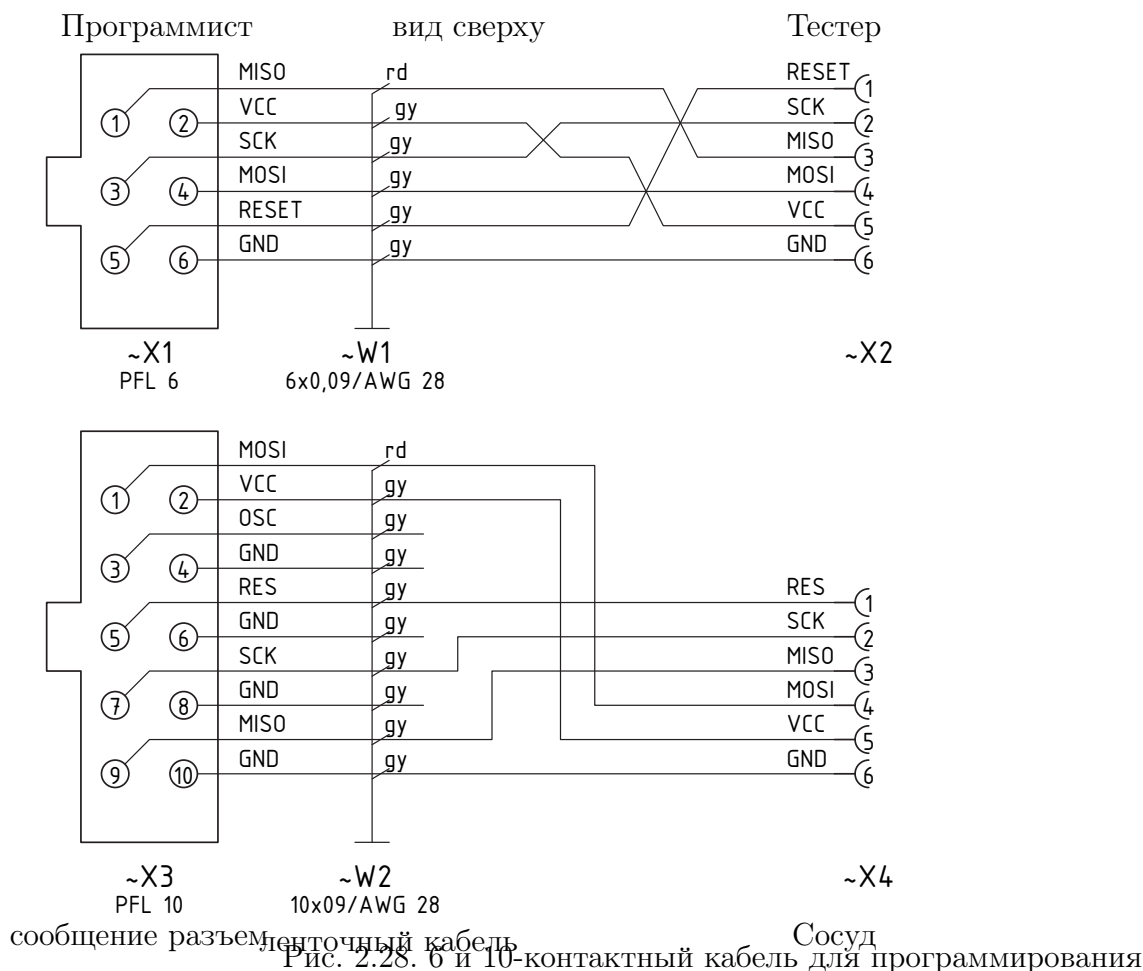 Программист вид сверху Тестер
MISO rd RESET 1
VCC gy SCK 2
1 2
SCK gy MISO 3
MOSI gy MOSI 4
3 4
RESET gy VCC 5
GND gy GND 6
5 6
~X1 ~W1 ~X2
PFL 6 6x0,09/AWG 28
MOSI rd
VCC gy
1 2
OSC gy
GND gy
3 4
RES gy RES 1
GND gy SCK 2
5 6
SCK gy MISO 3
GND gy MOSI 4
7 8
MISO gy VCC 5
GND gy GND 6
9 10
~X3 ~W2 ~X4
PFL 10 10x09/AWG 28
сообщение разъем ленточный кабель Сосуд
Рис. 2.28. 6 и 10-контактный кабель для программирования